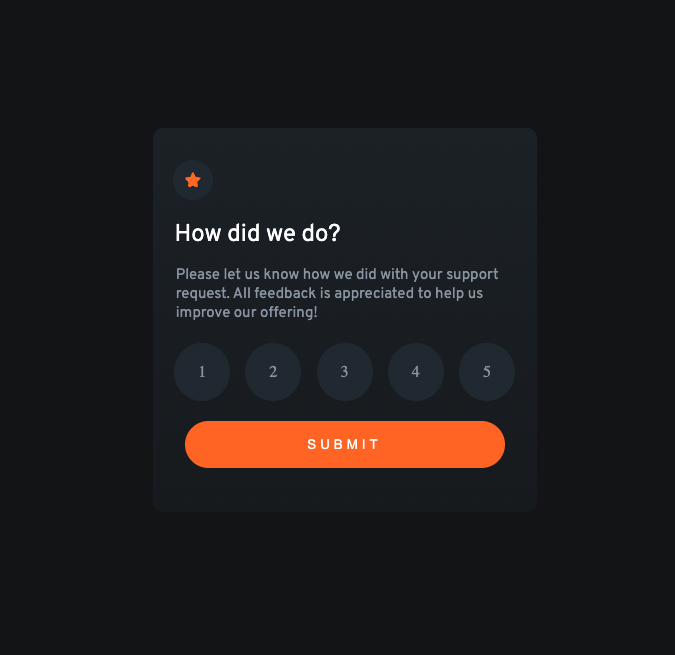 How did we do?
Please let us know how we did with your support
request. All feedback is appreciated to help us
improve our offering!
1 2 3 4 5
SUBMIT